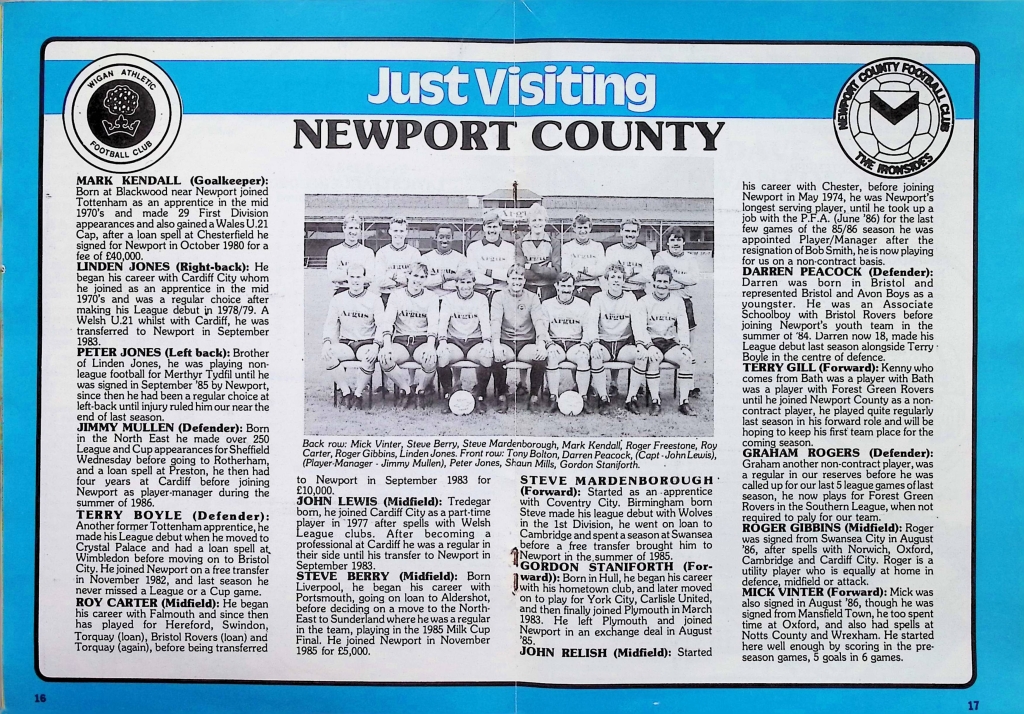 WIGAN ATHLETIC
FOOTBALL CLUB
Just Visiting
NEWPORT COUNTY FOOTBALL CLUB
THE IRONSIDES
NEWPORT COUNTY
MARK KENDALL (Goalkeeper):
Born at Blackwood near Newport joined
Tottenham as an apprentice in the mid
1970's and made 29 First Division
appearances and also gained a Wales U.21
Cap, after a loan spell at Chesterfield he
signed for Newport in October 1980 for a
fee of £40,000.
LINDEN JONES (Right-back): He
began his career with Cardiff City whom
he joined as an apprentice in the mid
1970's and was a regular choice after
making his League debut in 1978/79. A
Welsh U.21 whilst with Cardiff, he was
transferred to Newport in September
1983.
PETER JONES (Left back): Brother
of Linden Jones, he was playing non-
league football for Merthyr Tydfil until he
was signed in September '85 by Newport,
since then he had been a regular choice at
left-back until injury ruled him our near the
end of last season.
JIMMY MULLEN (Defender): Born
in the North East he made over 250
League and Cup appearances for Sheffield
Wednesday before going to Rotherham,
and a loan spell at Preston, he then had
four years at Cardiff before joining
Newport as player-manager during the
summer of 1986.
TERRY BOYLE (Defender):
Another former Tottenham apprentice, he
made his League debut when he moved to
Crystal Palace and had a loan spell at
Wimbledon before moving on to Bristol
City. He joined Newport on a free transfer
in November 1982, and last season he
never missed a League or a Cup game.
ROY CARTER (Midfield): He began
his career with Falmouth and since then
has played for Hereford, Swindon,
Torquay (loan), Bristol Rovers (loan) and
Torquay (again), before being transferred
Argus
Argus
Argus
Argus
Argus
Argus
Back row: Mick Vinter, Steve Berry, Steve Mardenborough, Mark Kendall, Roger Freestone, Roy
Carter, Roger Gibbins, Linden Jones. Front row: Tony Bolton, Darren Peacock, (Capt - John Lewis),
(Player-Manager - Jimmy Mullen), Peter Jones, Shaun Mills, Gordon Staniforth.
to Newport in September 1983 for
£10,000.
JOHN LEWIS (Midfield): Tredegar
born, he joined Cardiff City as a part-time
player in 1977 after spells with Welsh
League clubs. After becoming a
professional at Cardiff he was a regular in
their side until his transfer to Newport in
September 1983.
STEVE BERRY (Midfield): Born
Liverpool, he began his career with
Portsmouth, going on loan to Aldershot,
before deciding on a move to the North-
East to Sunderland where he was a regular
in the team, playing in the 1985 Milk Cup
Final. He joined Newport in November
1985 for £5,000.
STEVE MARDENBOROUGH
(Forward): Started as an apprentice
with Coventry City. Birmingham born
Steve made his league debut with Wolves
in the 1st Division, he went on loan to
Cambridge and spent a season at Swansea
before a free transfer brought him to
Newport in the summer of 1985.
GORDON STANIFORTH (For-
ward)): Born in Hull, he began his career
with his hometown club, and later moved
on to play for York City, Carlisle United,
and then finally joined Plymouth in March
1983. He left Plymouth and joined
Newport in an exchange deal in August
'85.
JOHN RELISH (Midfield): Started
his career with Chester, before joining
Newport in May 1974, he was Newport's
longest serving player, until he took up a
job with the P.F.A. (June '86) for the last
few games of the 85/86 season he was
appointed Player/Manager after the
resignation of Bob Smith, he is now playing
for us on a non-contract basis.
DARREN PEACOCK (Defender):
Darren was born in Bristol and
represented Bristol and Avon Boys as a
youngster. He was an Associate
Schoolboy with Bristol Rovers before
joining Newport's youth team in the
summer of '84. Darren now 18, made his
League debut last season alongside Terry
Boyle in the centre of defence.
TERRY GILL (Forward): Kenny who
comes from Bath was a player with Bath
was a player with Forest Green Rovers
until he joined Newport County as a non-
contract player, he played quite regularly
last season in his forward role and will be
hoping to keep his first team place for the
coming season.
GRAHAM ROGERS (Defender):
Graham another non-contract player, was
a regular in our reserves before he was
called up for our last 5 league games of last
season, he now plays for Forest Green
Rovers in the Southern League, when not
required to paly for our team.
ROGER GIBBINS (Midfield): Roger
was signed from Swansea City in August
'86, after spells with Norwich, Oxford,
Cambridge and Cardiff City. Roger is a
utility player who is equally at home in
defence, midfield or attack.
MICK VINTER (Forward): Mick was
also signed in August '86, though he was
signed from Mansfield Town, he too spent
time at Oxford, and also had spells at
Notts County and Wrexham. He started
here well enough by scoring in the pre-
season games, 5 goals in 6 games.
16
17